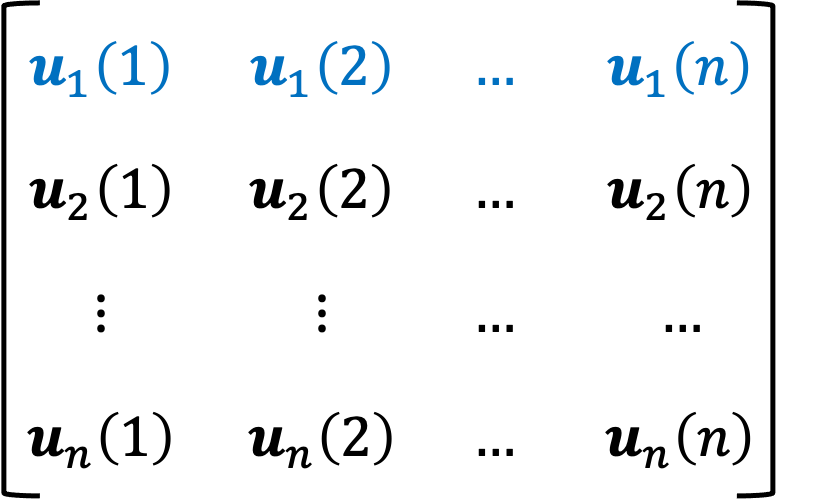 𝒖₁(1) 𝒖₁(2) … 𝒖₁(𝑛)
𝒖₂(1) 𝒖₂(2) … 𝒖₂(𝑛)
⋮ ⋮ … …
𝒖ₙ(1) 𝒖ₙ(2) … 𝒖ₙ(𝑛)